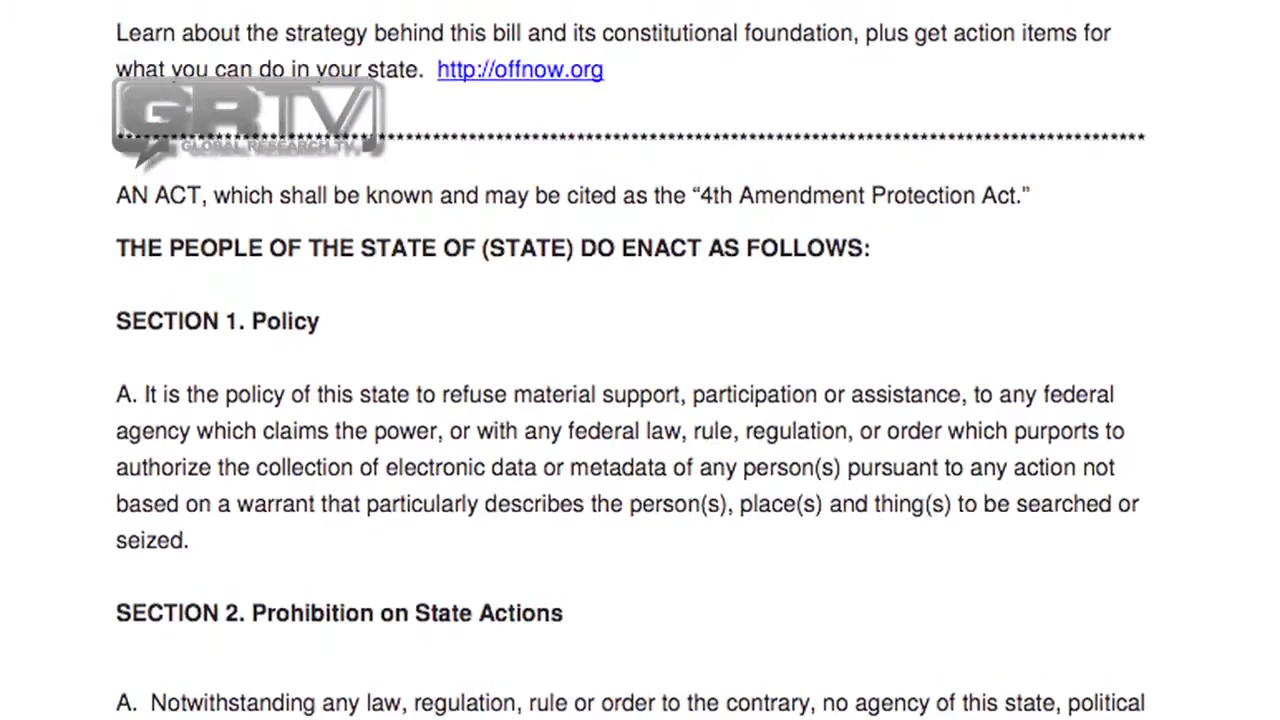 Learn about the strategy behind this bill and its constitutional foundation, plus get action items for
what you can do in your state. http://offnow.org
GRTV
GLOBAL RESEARCH TV
AN ACT, which shall be known and may be cited as the “4th Amendment Protection Act.”
THE PEOPLE OF THE STATE OF (STATE) DO ENACT AS FOLLOWS:
SECTION 1. Policy
A. It is the policy of this state to refuse material support, participation or assistance, to any federal
agency which claims the power, or with any federal law, rule, regulation, or order which purports to
authorize the collection of electronic data or metadata of any person(s) pursuant to any action not
based on a warrant that particularly describes the person(s), place(s) and thing(s) to be searched or
seized.
SECTION 2. Prohibition on State Actions
A. Notwithstanding any law, regulation, rule or order to the contrary, no agency of this state, political